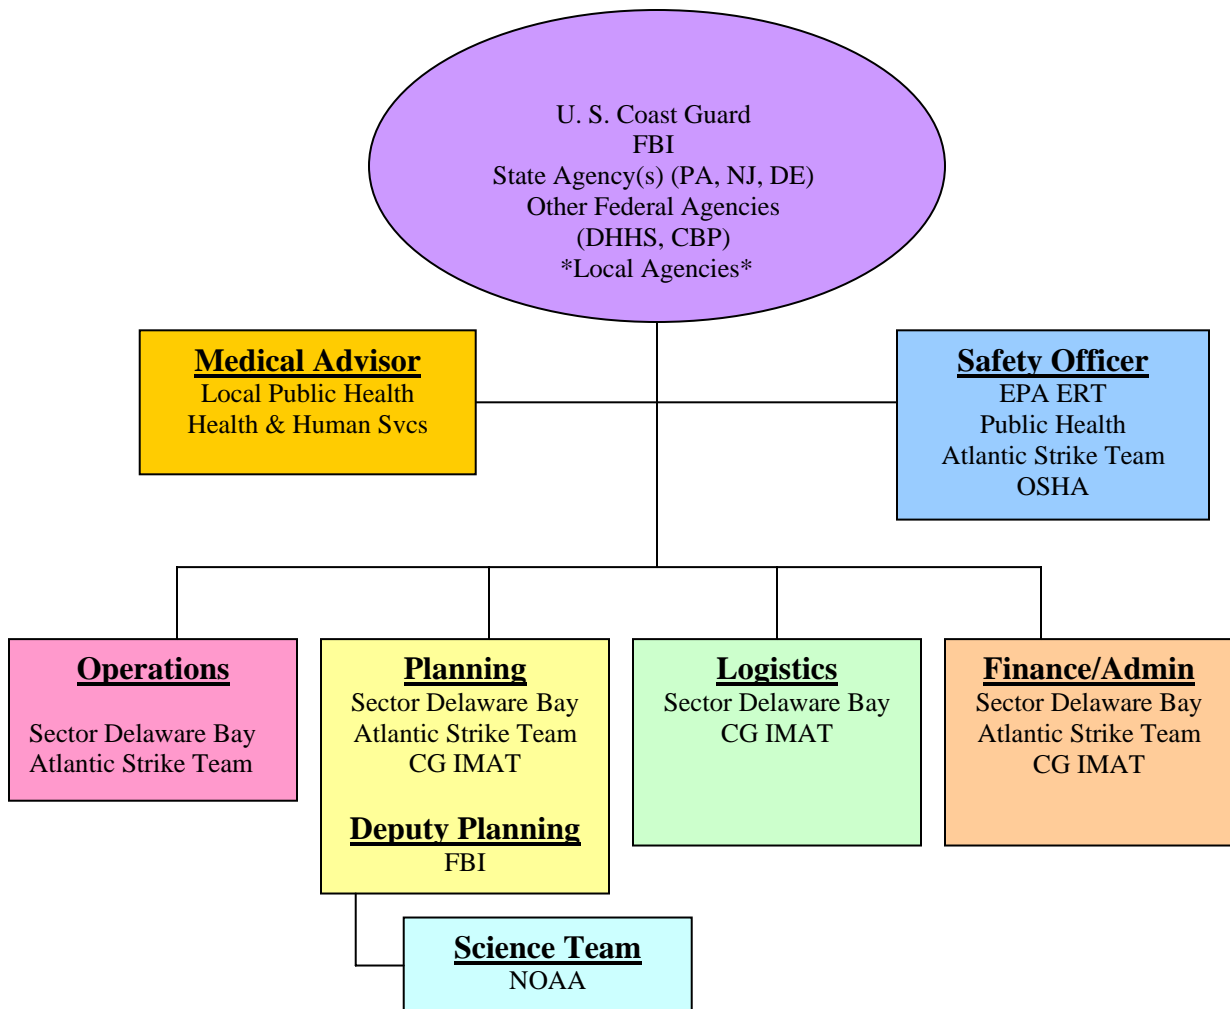 U. S. Coast Guard
FBI
State Agency(s) (PA, NJ, DE)
Other Federal Agencies
(DHHS, CBP)
*Local Agencies*
Medical Advisor
Local Public Health
Health & Human Svcs
Safety Officer
EPA ERT
Public Health
Atlantic Strike Team
OSHA
Operations
Sector Delaware Bay
Atlantic Strike Team
Planning
Sector Delaware Bay
Atlantic Strike Team
CG IMAT
Deputy Planning
FBI
Logistics
Sector Delaware Bay
CG IMAT
Finance/Admin
Sector Delaware Bay
Atlantic Strike Team
CG IMAT
Science Team
NOAA